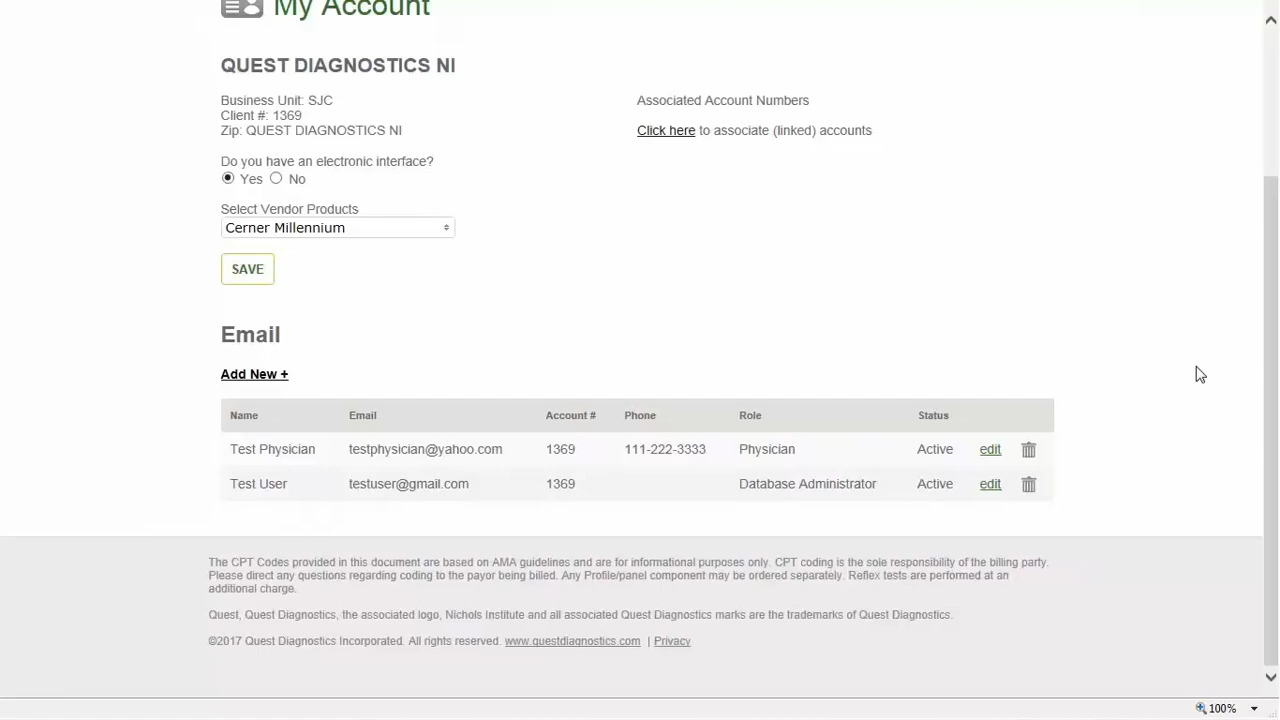 My Account
QUEST DIAGNOSTICS NI
Business Unit: SJC
Client #: 1369
Zip: QUEST DIAGNOSTICS NI
Associated Account Numbers
Click here to associate (linked) accounts
Do you have an electronic interface?
Yes No
Select Vendor Products
Cerner Millennium
SAVE
Email
Add New +
Name Email Account # Phone Role Status
Test Physician testphysician@yahoo.com 1369 111-222-3333 Physician Active edit
Test User testuser@gmail.com 1369 Database Administrator Active edit
The CPT Codes provided in this document are based on AMA guidelines and are for informational purposes only. CPT coding is the sole responsibility of the billing party.
Please direct any questions regarding coding to the payor being billed. Any Profile/panel component may be ordered separately. Reflex tests are performed at an
additional charge.
Quest, Quest Diagnostics, the associated logo, Nichols Institute and all associated Quest Diagnostics marks are the trademarks of Quest Diagnostics.
©2017 Quest Diagnostics Incorporated. All rights reserved. www.questdiagnostics.com | Privacy
100%